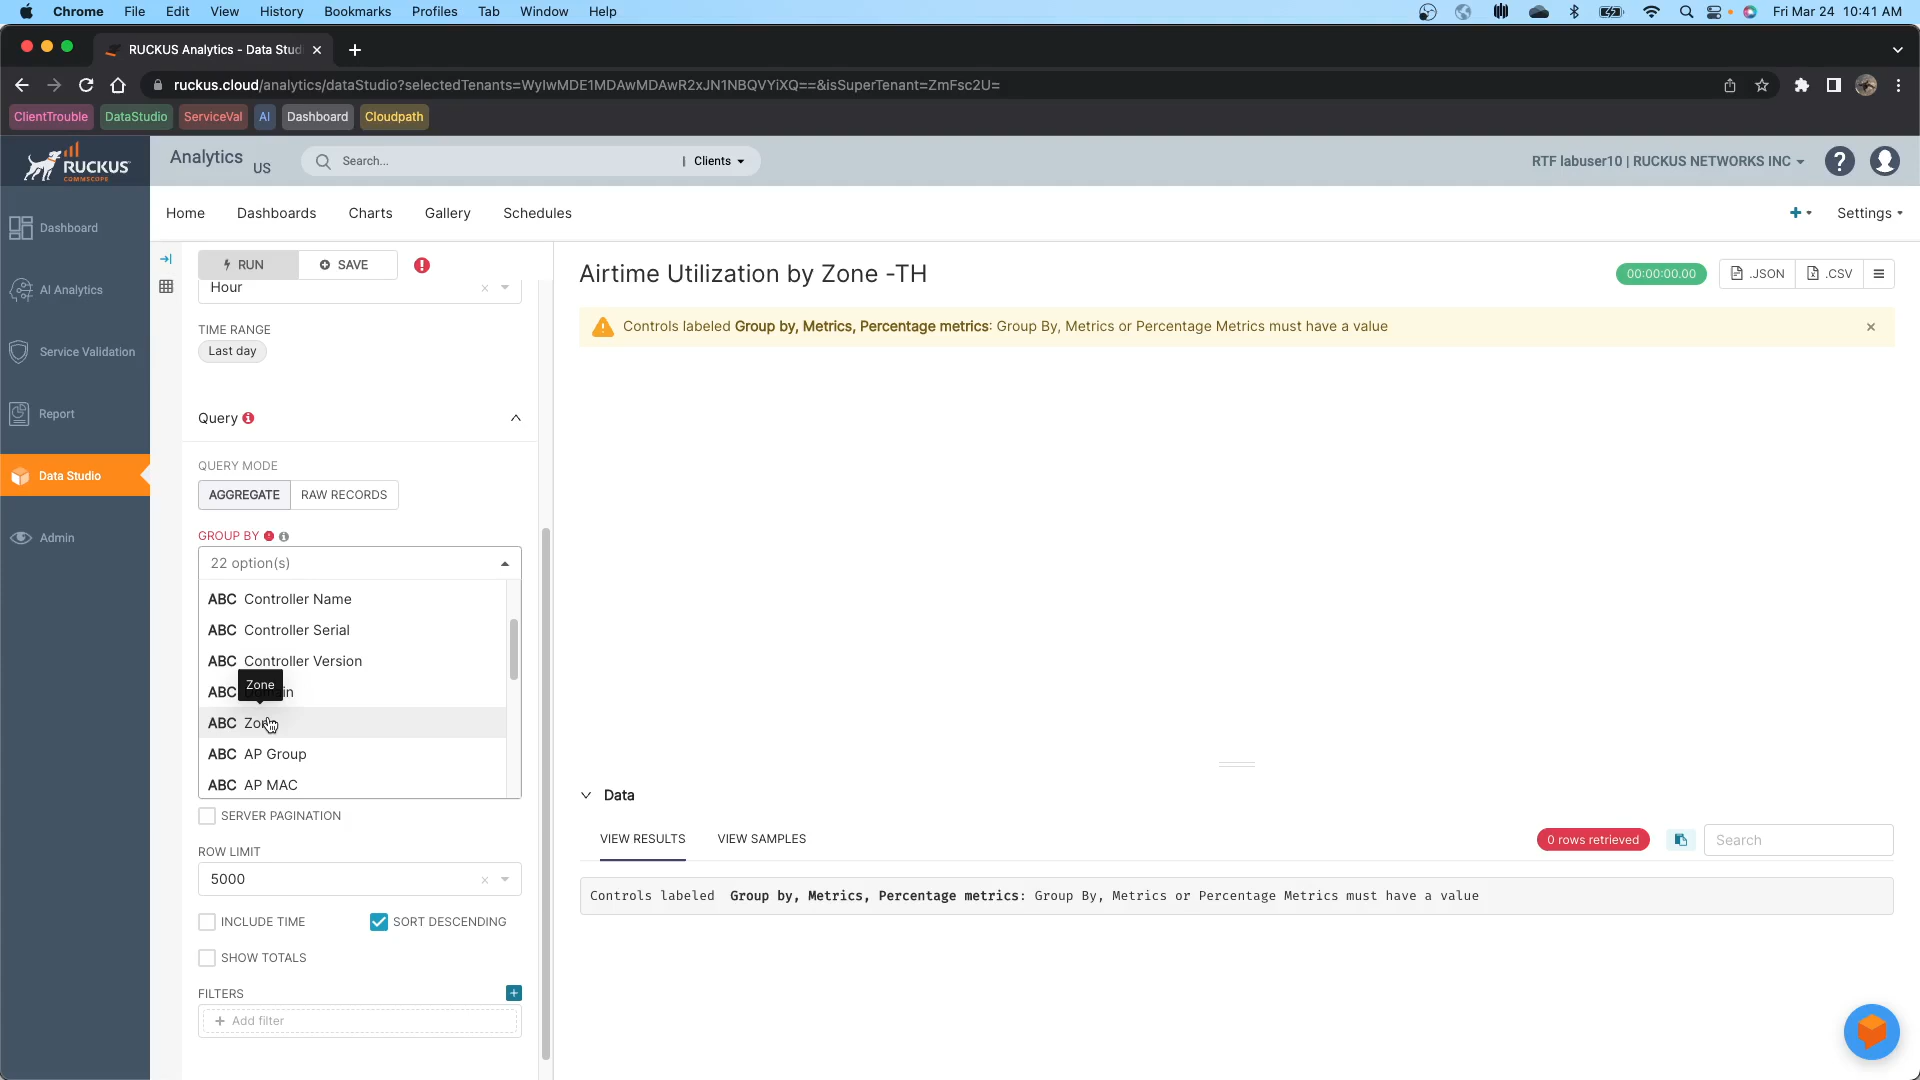 Chrome File Edit View History Bookmarks Profiles Tab Window Help Fri Mar 24 10:41 AM
RUCKUS Analytics - Data Stud
ruckus.cloud/analytics/dataStudio?selectedTenants=WyIwMDE1MDAwMDAwR2xJN1NBQVYiXQ==&isSuperTenant=ZmFsc2U=
ClientTrouble DataStudio ServiceVal AI Dashboard Cloudpath
RUCKUS
COMMSCOPE
Analytics US
Search... | Clients
RTF labuser10 | RUCKUS NETWORKS INC
?
Home Dashboards Charts Gallery Schedules
+ Settings
Dashboard
AI Analytics
Service Validation
Report
Data Studio
Admin
RUN SAVE
Hour
TIME RANGE
Last day
Query
QUERY MODE
AGGREGATE RAW RECORDS
GROUP BY
22 option(s)
ABC Controller Name
ABC Controller Serial
ABC Controller Version
Zone
ABC
ABC
ABC AP Group
ABC AP MAC
SERVER PAGINATION
ROW LIMIT
5000
INCLUDE TIME SORT DESCENDING
SHOW TOTALS
FILTERS
+ Add filter
Airtime Utilization by Zone -TH
00:00:00.00 .JSON .CSV
Controls labeled Group by, Metrics, Percentage metrics: Group By, Metrics or Percentage Metrics must have a value
Data
VIEW RESULTS VIEW SAMPLES
0 rows retrieved Search
Controls labeled Group by, Metrics, Percentage metrics: Group By, Metrics or Percentage Metrics must have a value